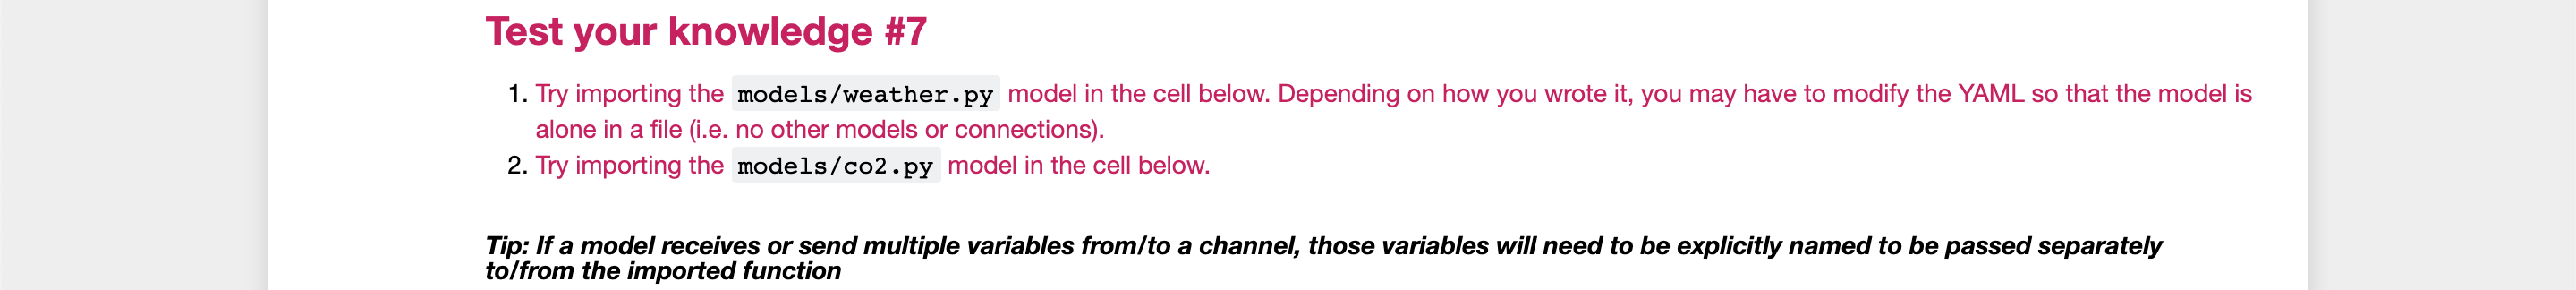 Test your knowledge #7
1. Try importing the models/weather.py model in the cell below. Depending on how you wrote it, you may have to modify the YAML so that the model is
alone in a file (i.e. no other models or connections).
2. Try importing the models/co2.py model in the cell below.
Tip: If a model receives or send multiple variables from/to a channel, those variables will need to be explicitly named to be passed separately
to/from the imported function